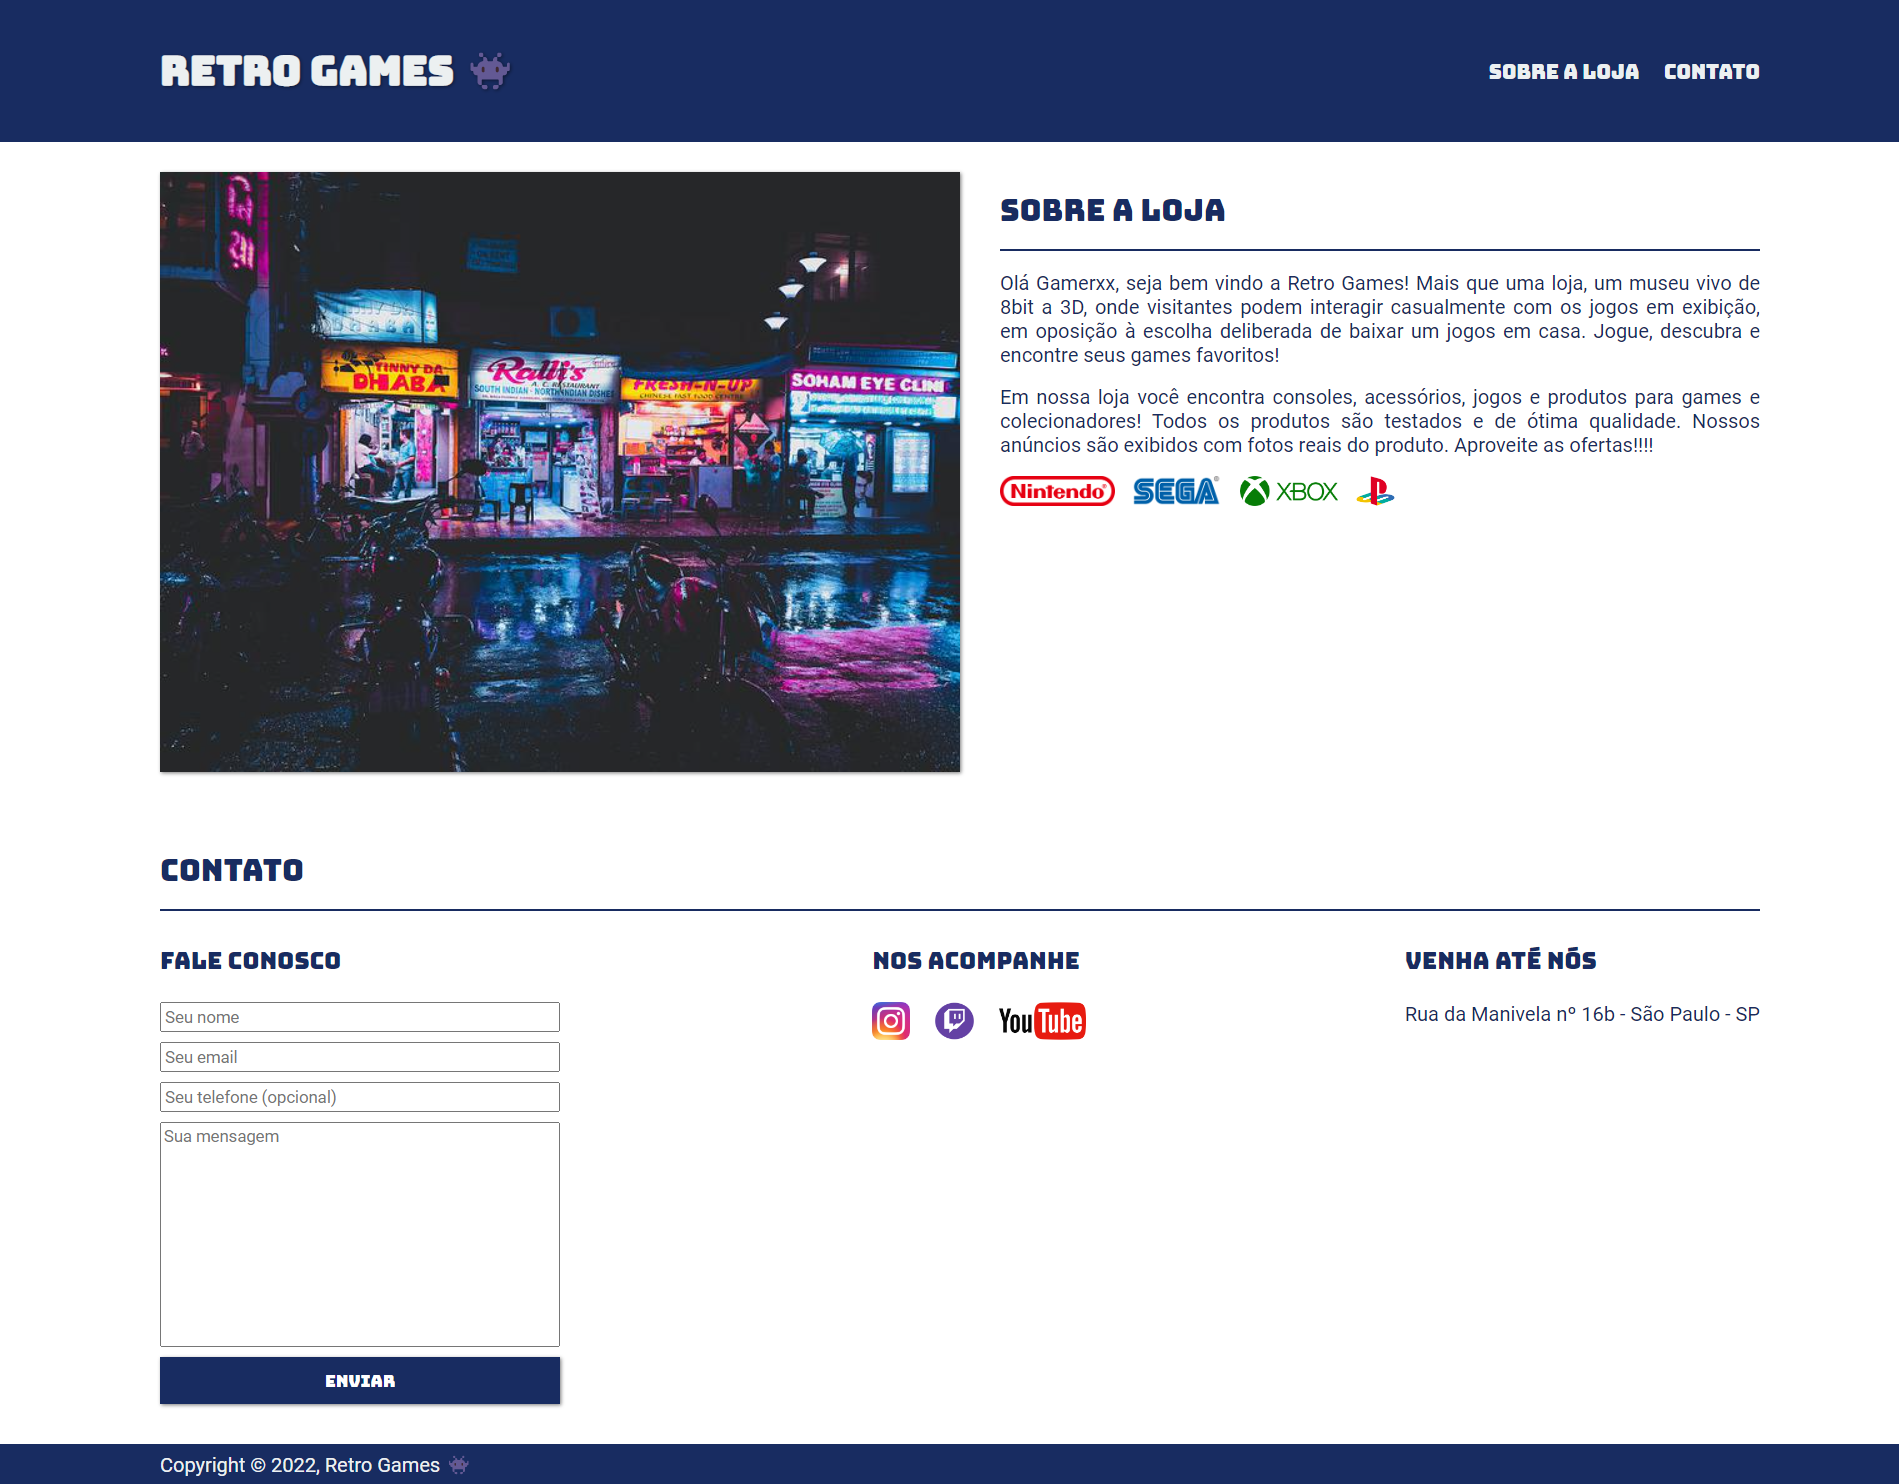 RETRO GAMES
SOBRE A LOJA CONTATO
TINNY DA
DHABA
Ralli's
A. C. RESTAURANT
SOUTH INDIAN - NORTH INDIAN DISHES
FRESH-N-UP
CHINESE FAST FOOD CENTRE
SOHAM EYE CLINI
SOBRE A LOJA
Olá Gamerxx, seja bem vindo a Retro Games! Mais que uma loja, um museu vivo de
8bit a 3D, onde visitantes podem interagir casualmente com os jogos em exibição,
em oposição à escolha deliberada de baixar um jogos em casa. Jogue, descubra e
encontre seus games favoritos!
Em nossa loja você encontra consoles, acessórios, jogos e produtos para games e
colecionadores! Todos os produtos são testados e de ótima qualidade. Nossos
anúncios são exibidos com fotos reais do produto. Aproveite as ofertas!!!!
Nintendo® SEGA® XBOX
CONTATO
FALE CONOSCO
Seu nome
Seu email
Seu telefone (opcional)
Sua mensagem
ENVIAR
NOS ACOMPANHE
YouTube
VENHA ATÉ NÓS
Rua da Manivela nº 16b - São Paulo - SP
Copyright © 2022, Retro Games